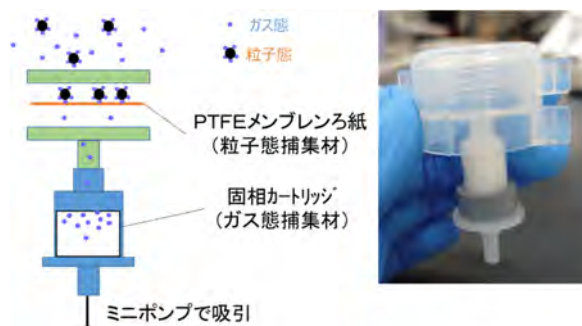 ガス態
粒子態
PTFEメンブレンろ紙
(粒子態捕集材)
固相カートリッジ
(ガス態捕集材)
ミニポンプで吸引